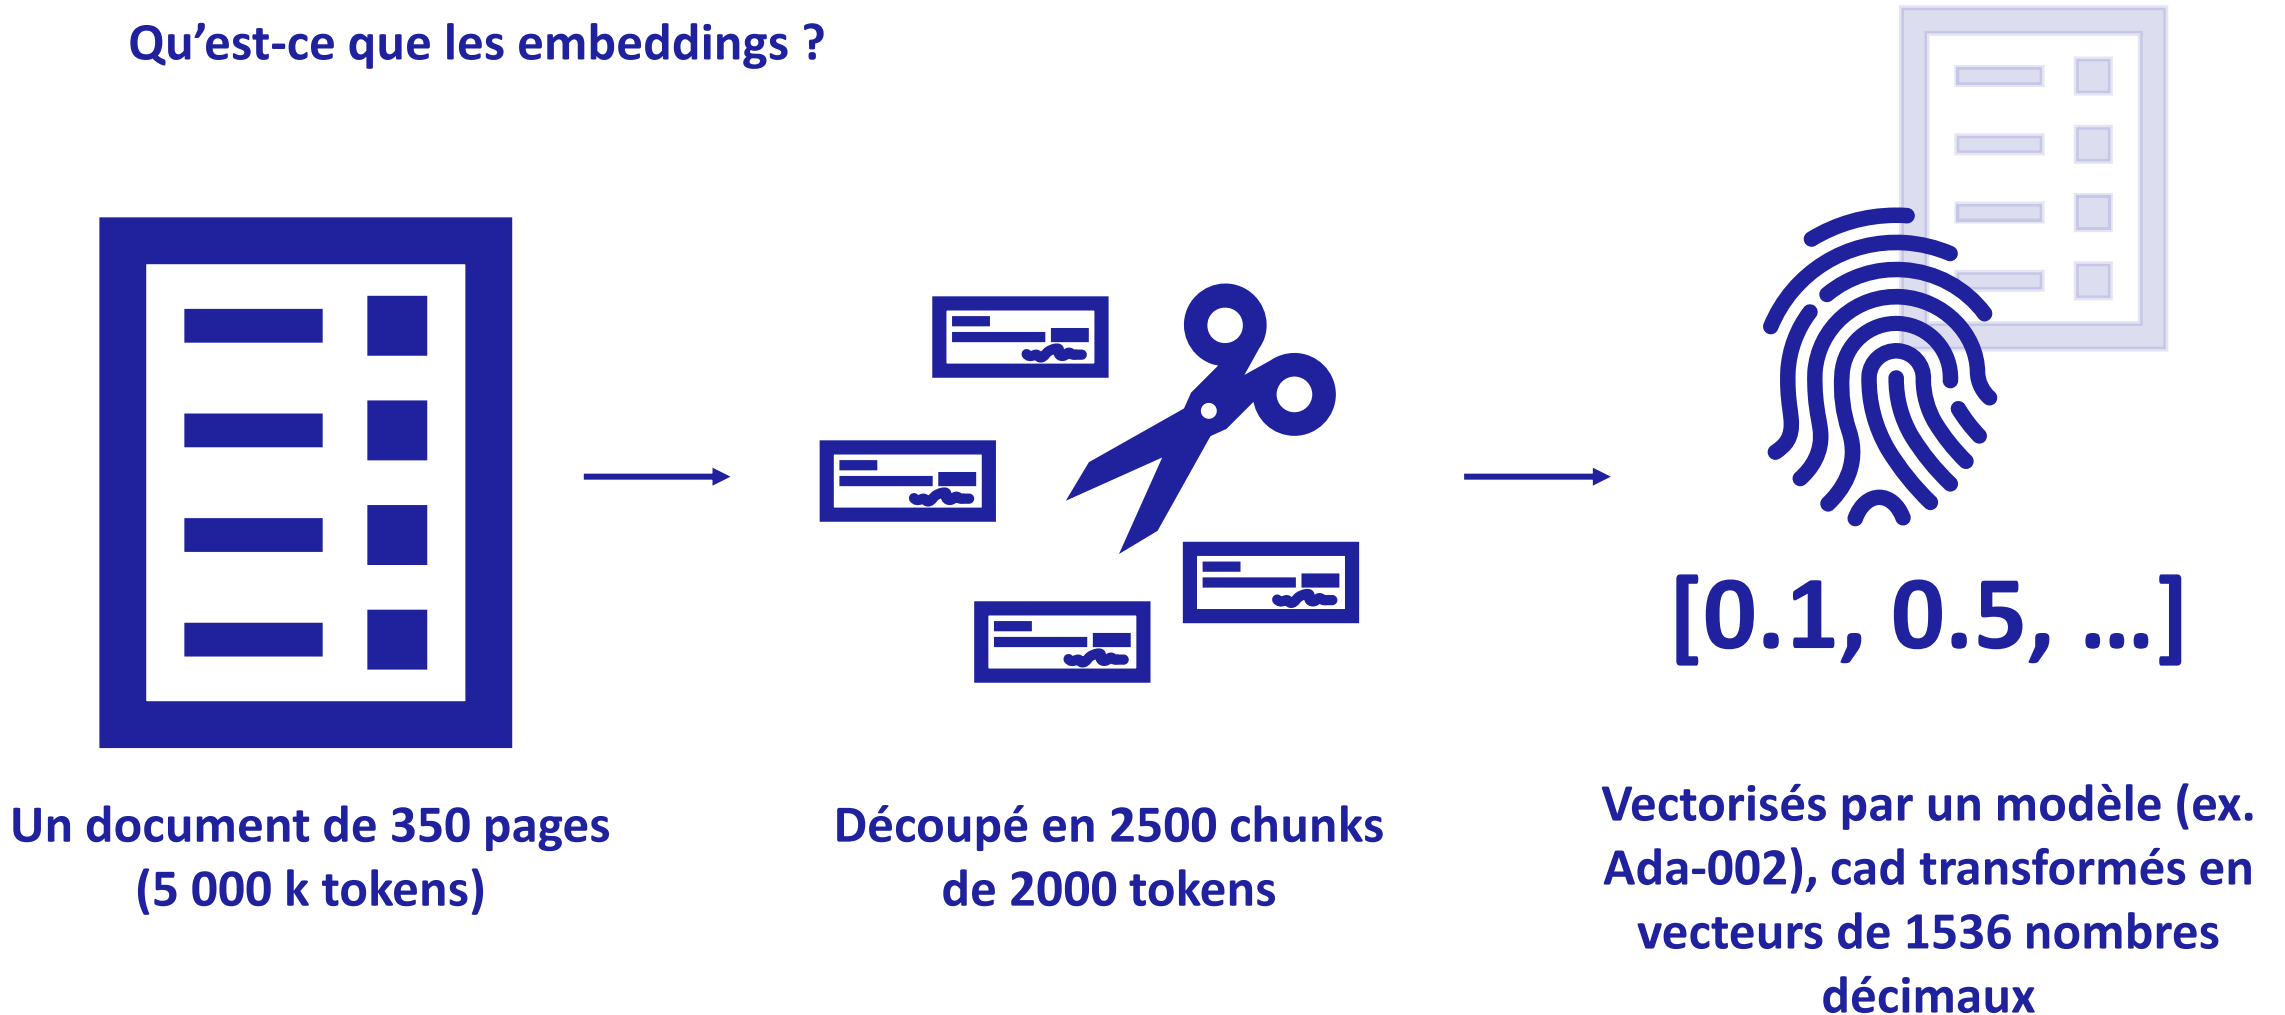 Qu’est-ce que les embeddings ?
[0.1, 0.5, …]
Un document de 350 pages
(5 000 k tokens)
Découpé en 2500 chunks
de 2000 tokens
Vectorisés par un modèle (ex.
Ada-002), cad transformés en
vecteurs de 1536 nombres
décimaux